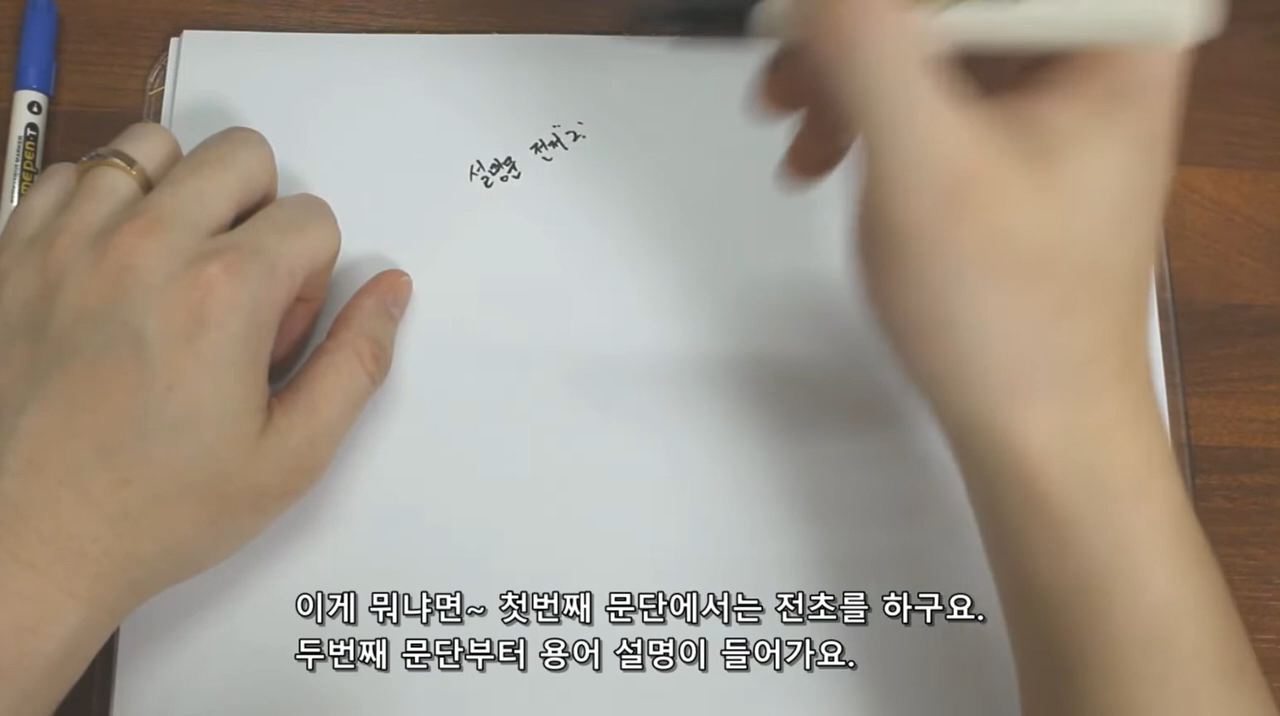 설명문 전개 2.
이게 뭐냐면~ 첫번째 문단에서는 전초를 하구요.
두번째 문단부터 용어 설명이 들어가요.